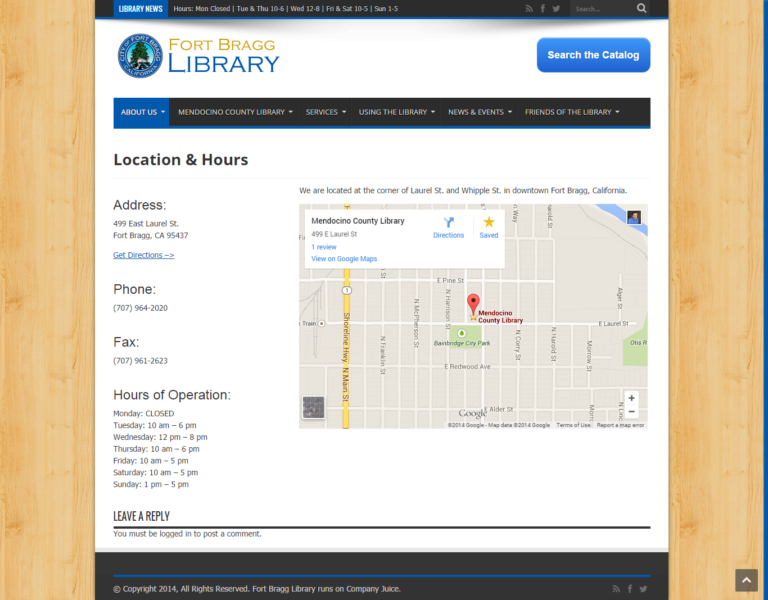 LIBRARY NEWS
Hours: Mon Closed | Tue & Thu 10-6 | Wed 12-8 | Fri & Sat 10-5 | Sun 1-5
Search...
CITY OF FORT BRAGG
CALIFORNIA
FORT BRAGG
LIBRARY
Search the Catalog
ABOUT US
MENDOCINO COUNTY LIBRARY
SERVICES
USING THE LIBRARY
NEWS & EVENTS
FRIENDS OF THE LIBRARY
Location & Hours
Address:
499 East Laurel St.
Fort Bragg, CA 95437
Get Directions –>
Phone:
(707) 964-2020
Fax:
(707) 961-2623
Hours of Operation:
Monday: CLOSED
Tuesday: 10 am – 6 pm
Wednesday: 12 pm – 8 pm
Thursday: 10 am – 6 pm
Friday: 10 am – 5 pm
Saturday: 10 am – 5 pm
Sunday: 1 pm – 5 pm
We are located at the corner of Laurel St. and Whipple St. in downtown Fort Bragg, California.
Mendocino County Library
499 E Laurel St
1 review
View on Google Maps
Directions
Saved
Way
Harold St
E Pine St
1
Train
Shoreline Hwy
N Main St
N Franklin St
N McPherson St
N Harrison St
Mendocino
County Library
Bainbridge City Park
E Laurel St
Alger St
Otis R
N Corry St
N Harold St
Morrow St
E Redwood Ave
E Alder St
Google
+
−
©2014 Google - Map data ©2014 Google
Terms of Use
Report a map error
LEAVE A REPLY
You must be logged in to post a comment.
© Copyright 2014, All Rights Reserved. Fort Bragg Library runs on Company Juice.